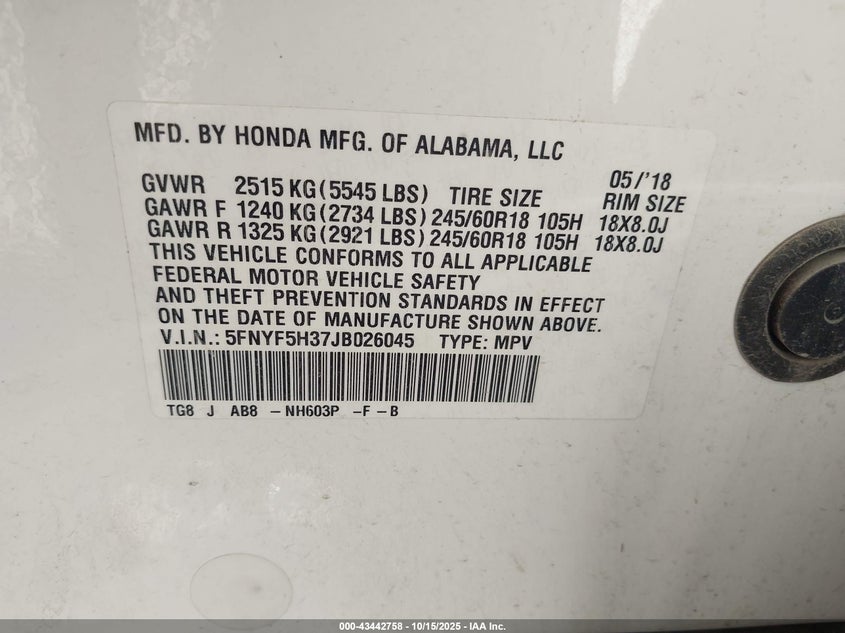 MFD. BY HONDA MFG. OF ALABAMA, LLC
05/'18
GVWR 2515 KG (5545 LBS) TIRE SIZE RIM SIZE
GAWR F 1240 KG (2734 LBS) 245/60R18 105H 18X8.0J
GAWR R 1325 KG (2921 LBS) 245/60R18 105H 18X8.0J
THIS VEHICLE CONFORMS TO ALL APPLICABLE
FEDERAL MOTOR VEHICLE SAFETY
AND THEFT PREVENTION STANDARDS IN EFFECT
ON THE DATE OF MANUFACTURE SHOWN ABOVE.
V.I.N.: 5FNYF5H37JB026045 TYPE: MPV
TG8 J AB8 -NH603P -F-B
000-43442758 - 10/15/2025 - IAA Inc.